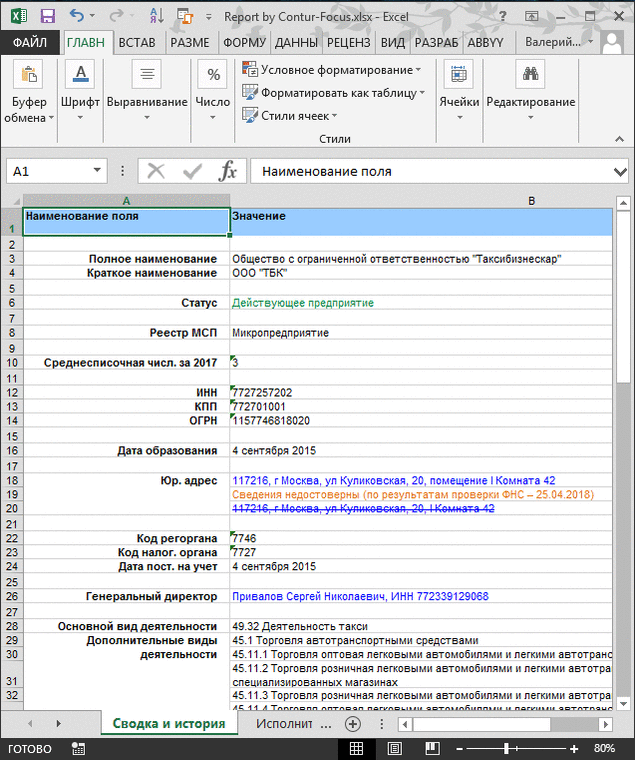 Report by Contur-Focus.xlsx - Excel
ФАЙЛ ГЛАВН ВСТАВ РАЗМЕ ФОРМУ ДАННЫ РЕЦЕНЗ ВИД РАЗРАБ ABBYY Валерий...
Буфер обмена
Шрифт
Выравнивание
Число
Условное форматирование
Форматировать как таблицу
Стили ячеек
Стили
Ячейки
Редактирование
A1 fx Наименование поля
A B
1 Наименование поля Значение
2
3 Полное наименование Общество с ограниченной ответственностью "Таксибизнескар"
4 Краткое наименование ООО "ТБК"
5
6 Статус Действующее предприятие
7
8 Реестр МСП Микропредприятие
9
10 Среднесписочная числ. за 2017 3
11
12 ИНН 7727257202
13 КПП 772701001
14 ОГРН 1157746818020
15
16 Дата образования 4 сентября 2015
17
18 Юр. адрес 117216, г Москва, ул Куликовская, 20, помещение I Комната 42
19 Сведения недостоверны (по результатам проверки ФНС – 25.04.2018)
20 117216, г Москва, ул Куликовская, 20, I Комната 42
21
22 Код регоргана 7746
23 Код налог. органа 7727
24 Дата пост. на учет 4 сентября 2015
25
26 Генеральный директор Привалов Сергей Николаевич, ИНН 772339129068
27
28 Основной вид деятельности 49.32 Деятельность такси
29 Дополнительные виды 45.1 Торговля автотранспортными средствами
30 деятельности 45.11.1 Торговля оптовая легковыми автомобилями и легкими автотранс
45.11.2 Торговля розничная легковыми автомобилями и легкими автотра
31 специализированных магазинах
32 45.11.3 Торговля розничная легковыми автомобилями и легкими автотра
45.11.4 Торговля оптовая легковыми автомобилями и легкими автотранс
Сводка и история Исполнит ...
ГОТОВО 80%